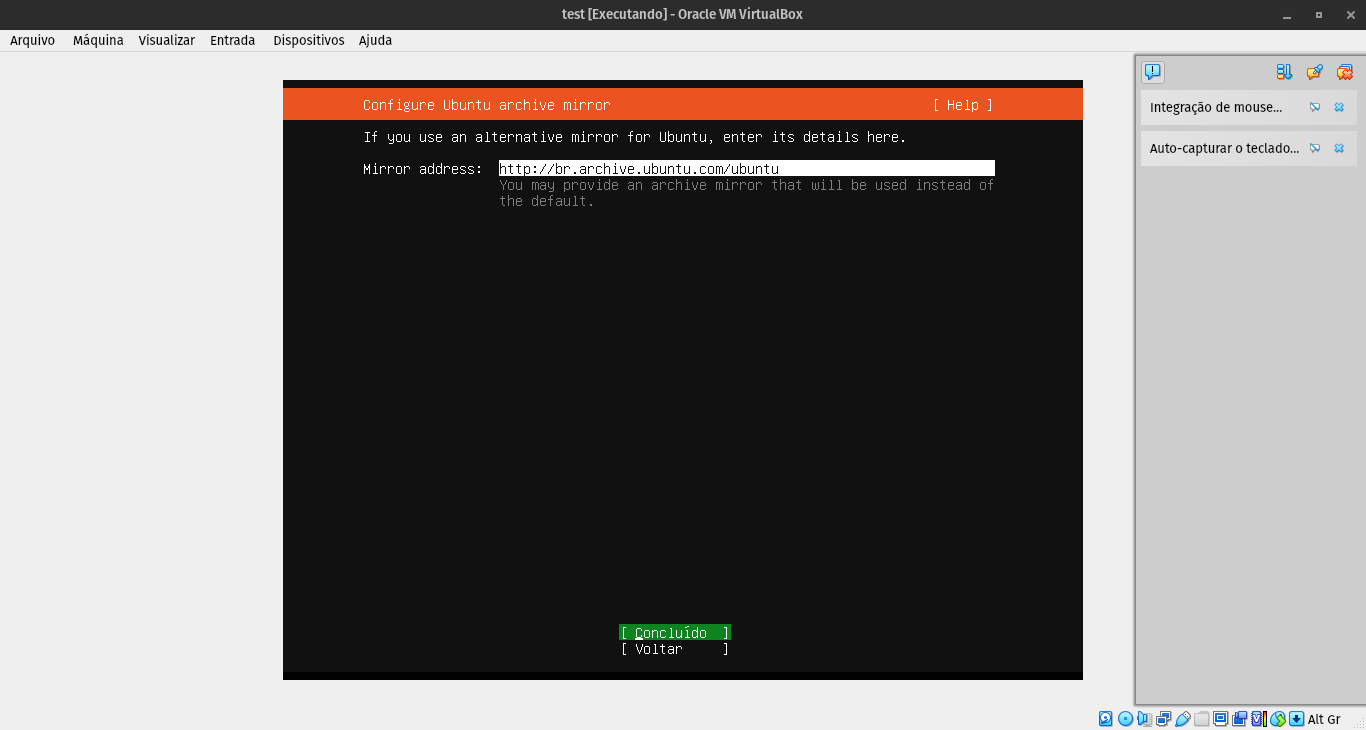 test [Executando] - Oracle VM VirtualBox
Arquivo Máquina Visualizar Entrada Dispositivos Ajuda
Configure Ubuntu archive mirror [ Help ]
If you use an alternative mirror for Ubuntu, enter its details here.
Mirror address: http://br.archive.ubuntu.com/ubuntu
You may provide an archive mirror that will be used instead of
the default.
[ Concluído ]
[ Voltar ]
Integração de mouse...
Auto-capturar o teclado...
Alt Gr